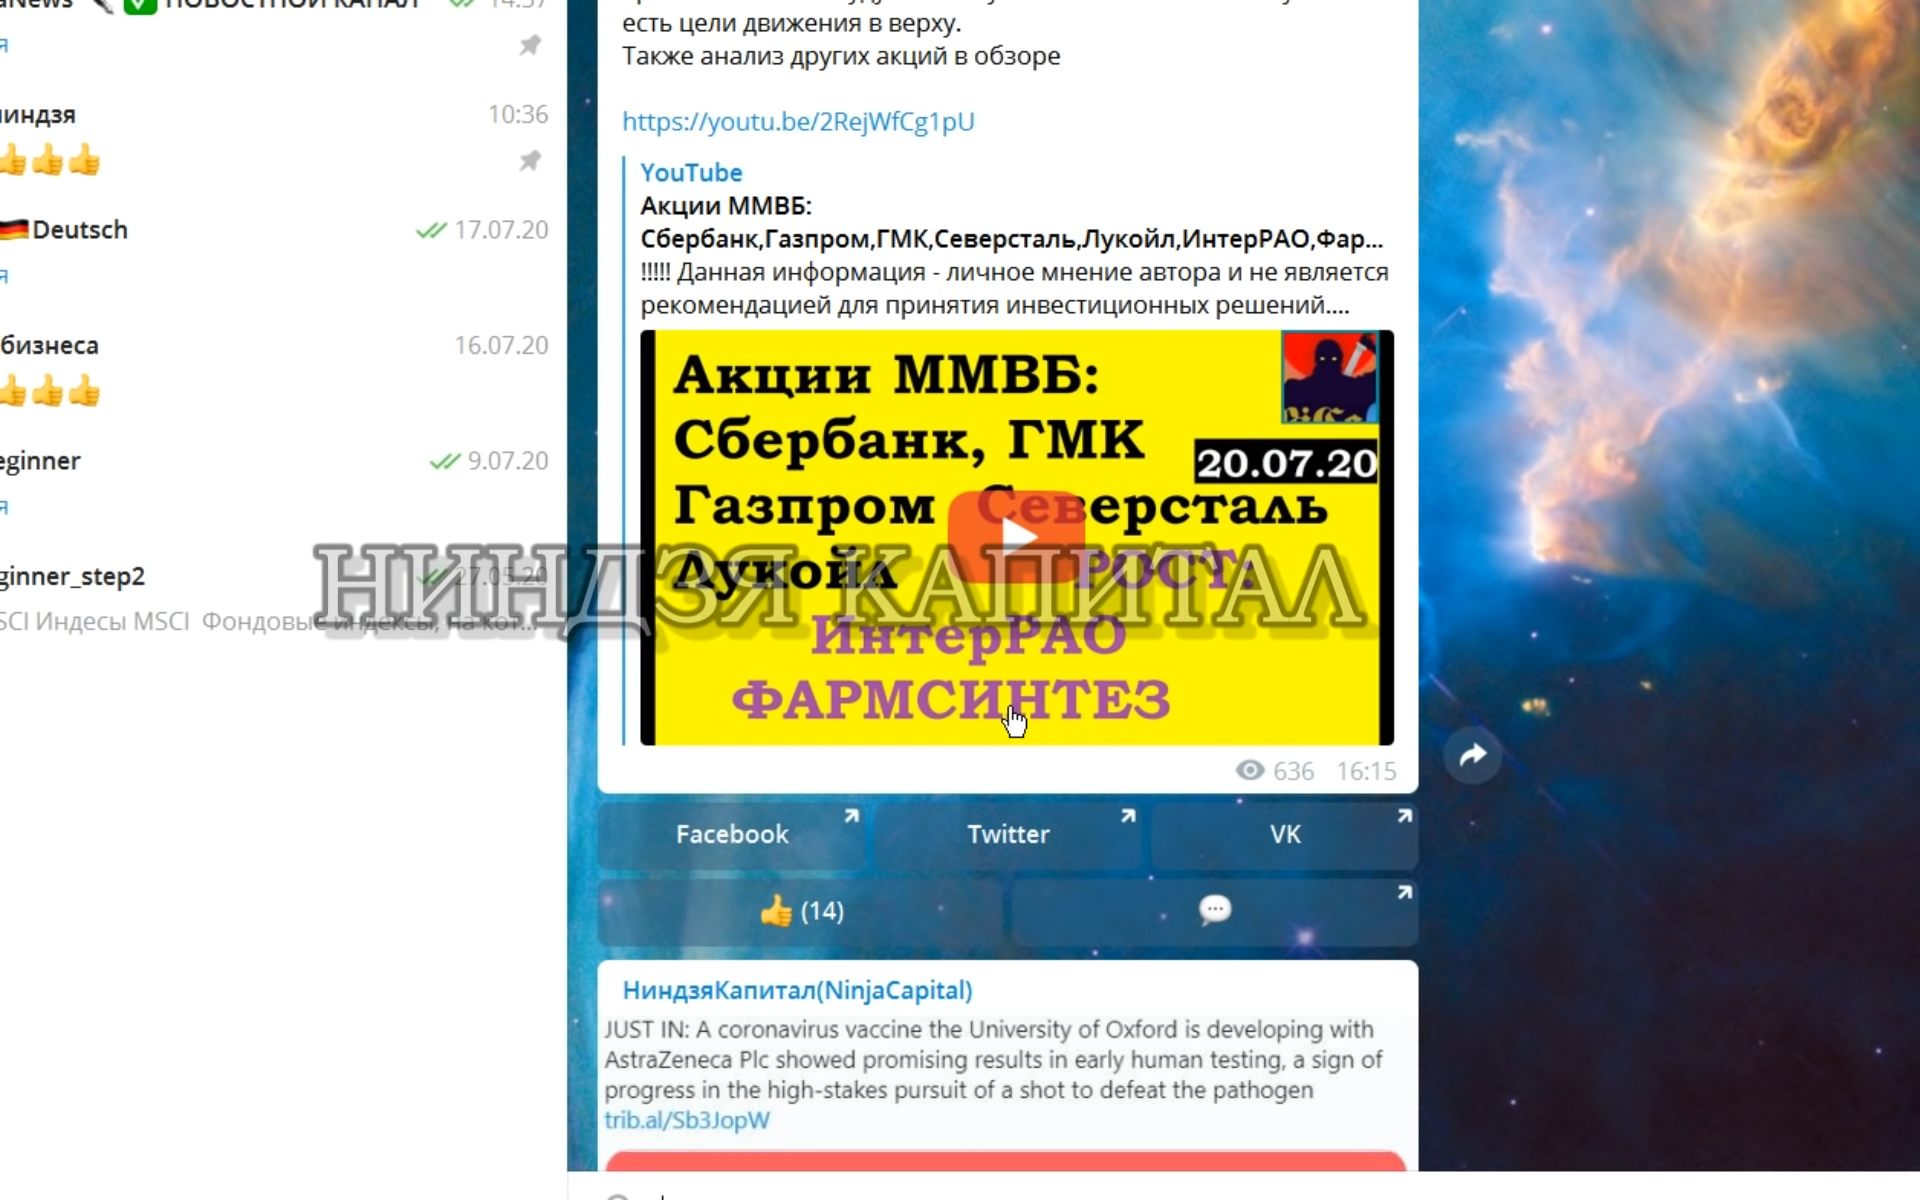 НОВОСТНОЙ КАНАЛ 14:57
я
ниндзя 10:36
Deutsch 17.07.20
я
бизнеса 16.07.20
eginner 9.07.20
я
ginner_step2 27.05.20
SCI Индесы MSCI Фондовые индексы, на кот...
есть цели движения в верху.
Также анализ других акций в обзоре
https://youtu.be/2RejWfCg1pU
YouTube
Акции ММВБ:
Сбербанк,Газпром,ГМК,Северсталь,Лукойл,ИнтерРАО,Фар...
!!!!! Данная информация - личное мнение автора и не является
рекомендацией для принятия инвестиционных решений....
Акции ММВБ:
Сбербанк, ГМК
20.07.20
Газпром Северсталь
Лукойл РОСТ:
ИнтерРАО
ФАРМСИНТЕЗ
НИНДЗЯ КАПИТАЛ
636 16:15
Facebook Twitter VK
(14)
НиндзяКапитал(NinjaCapital)
JUST IN: A coronavirus vaccine the University of Oxford is developing with
AstraZeneca Plc showed promising results in early human testing, a sign of
progress in the high-stakes pursuit of a shot to defeat the pathogen
trib.al/Sb3JopW